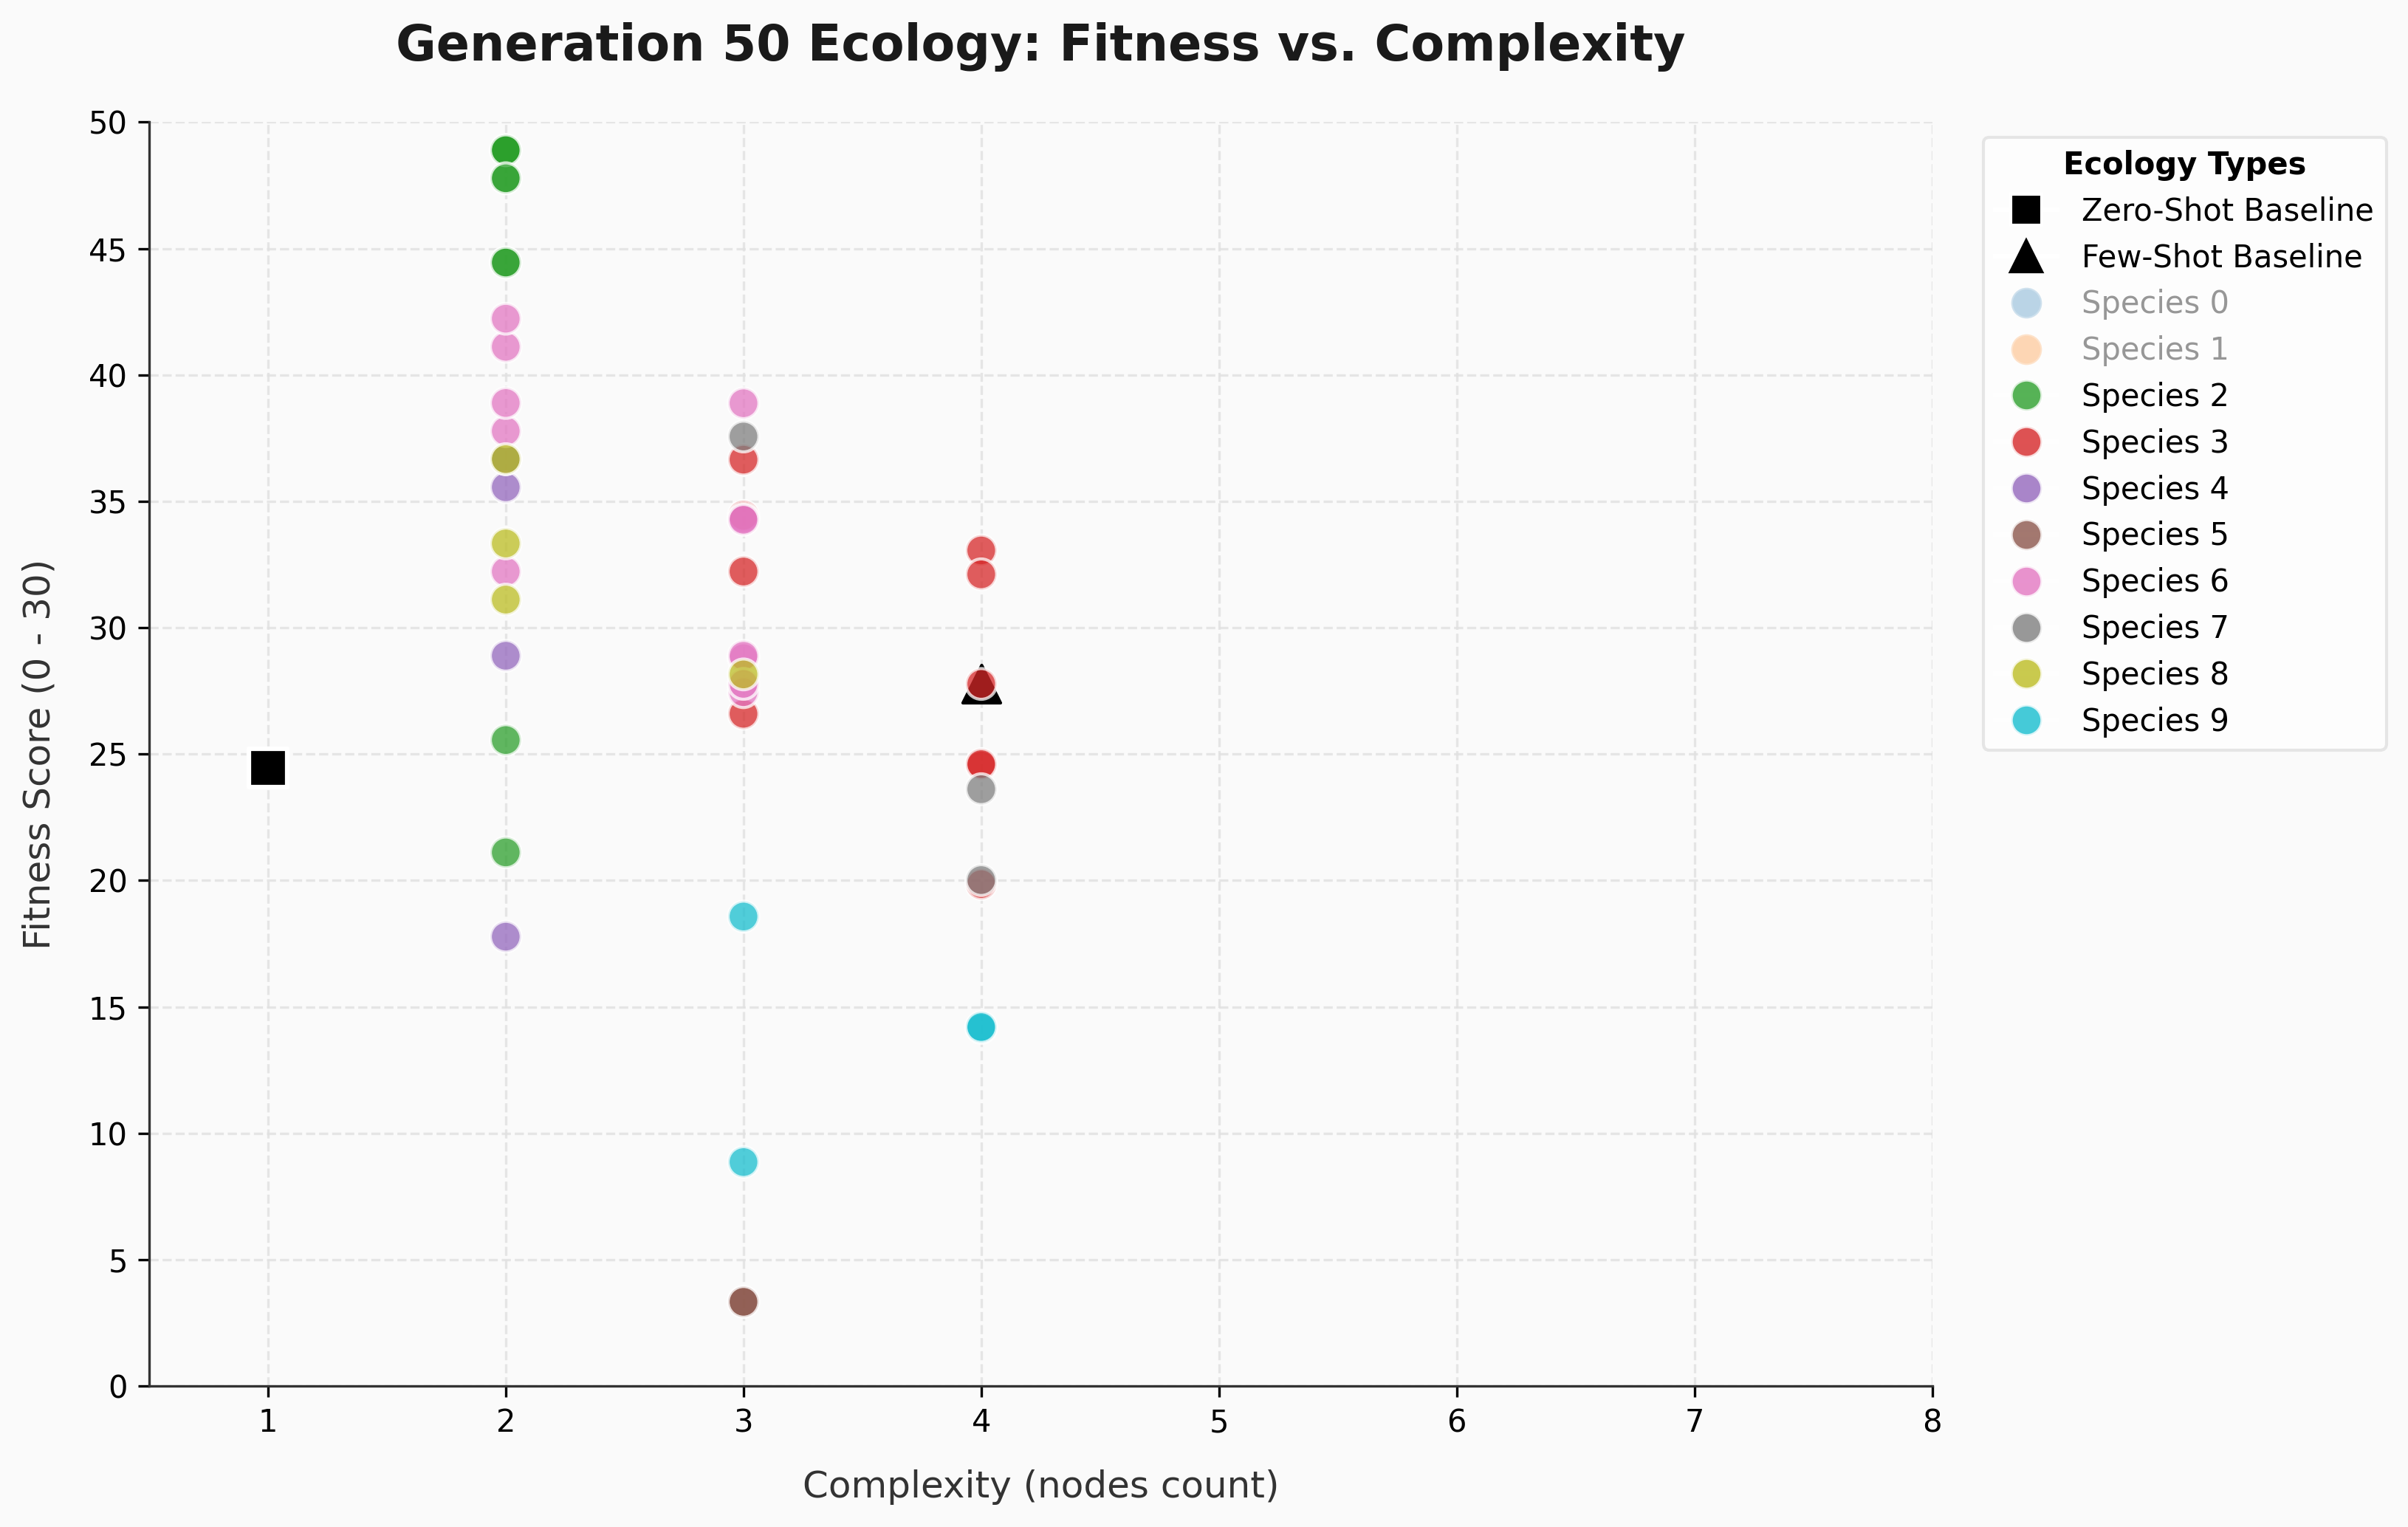 Generation 50 Ecology: Fitness vs. Complexity
50
45
40
35
30
25
20
15
10
5
0
Fitness Score (0 - 30)
1 2 3 4 5 6 7 8
Complexity (nodes count)
Ecology Types
Zero-Shot Baseline
Few-Shot Baseline
Species 0
Species 1
Species 2
Species 3
Species 4
Species 5
Species 6
Species 7
Species 8
Species 9